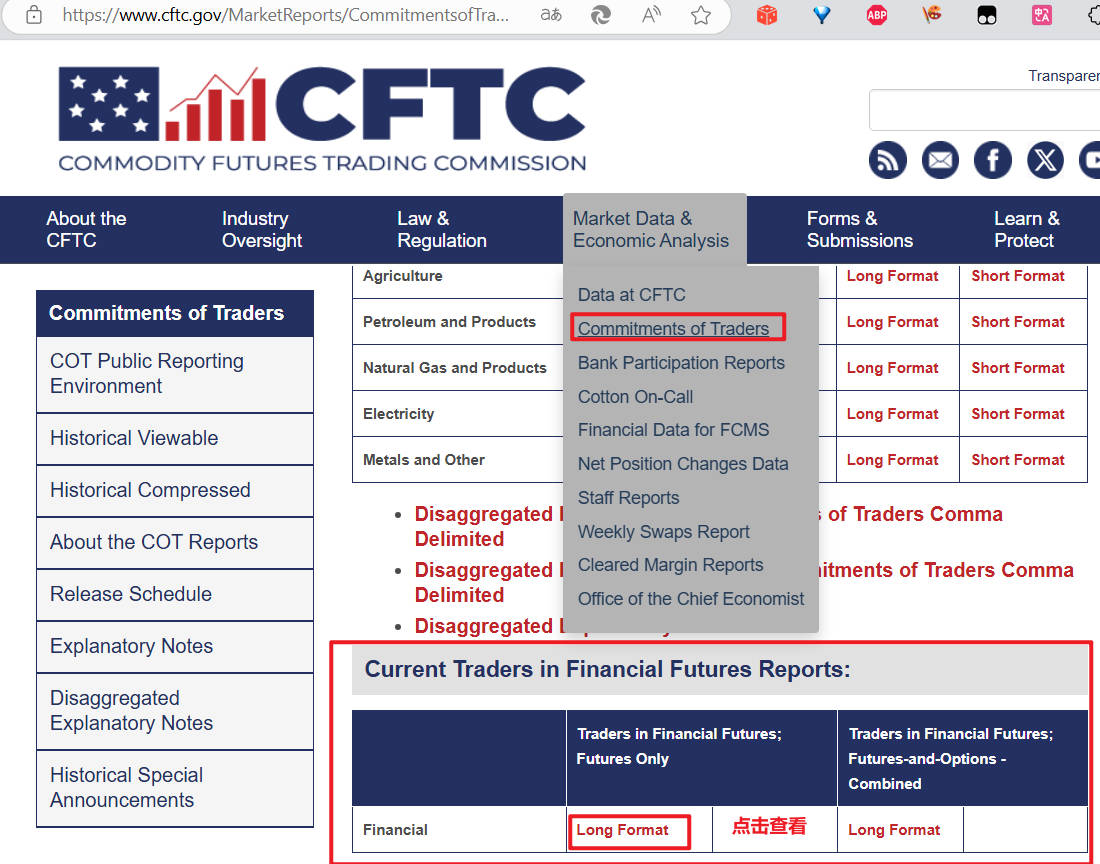 https://www.cftc.gov/MarketReports/CommitmentsofTra...
CFTC
COMMODITY FUTURES TRADING COMMISSION
Transparen
About the
CFTC
Industry
Oversight
Law &
Regulation
Market Data &
Economic Analysis
Forms &
Submissions
Learn &
Protect
Data at CFTC
Commitments of Traders
Bank Participation Reports
Cotton On-Call
Financial Data for FCMS
Net Position Changes Data
Staff Reports
Weekly Swaps Report
Cleared Margin Reports
Office of the Chief Economist
Commitments of Traders
COT Public Reporting
Environment
Historical Viewable
Historical Compressed
About the COT Reports
Release Schedule
Explanatory Notes
Disaggregated
Explanatory Notes
Historical Special
Announcements
Agriculture Long Format Short Format
Petroleum and Products Long Format Short Format
Natural Gas and Products Long Format Short Format
Electricity Long Format Short Format
Metals and Other Long Format Short Format
Disaggregated of Traders Comma
Delimited
Disaggregated of Traders Comma
Delimited
Disaggregated
Current Traders in Financial Futures Reports:
Traders in Financial Futures;
Futures Only
Traders in Financial Futures;
Futures-and-Options -
Combined
Financial Long Format 点击查看 Long Format